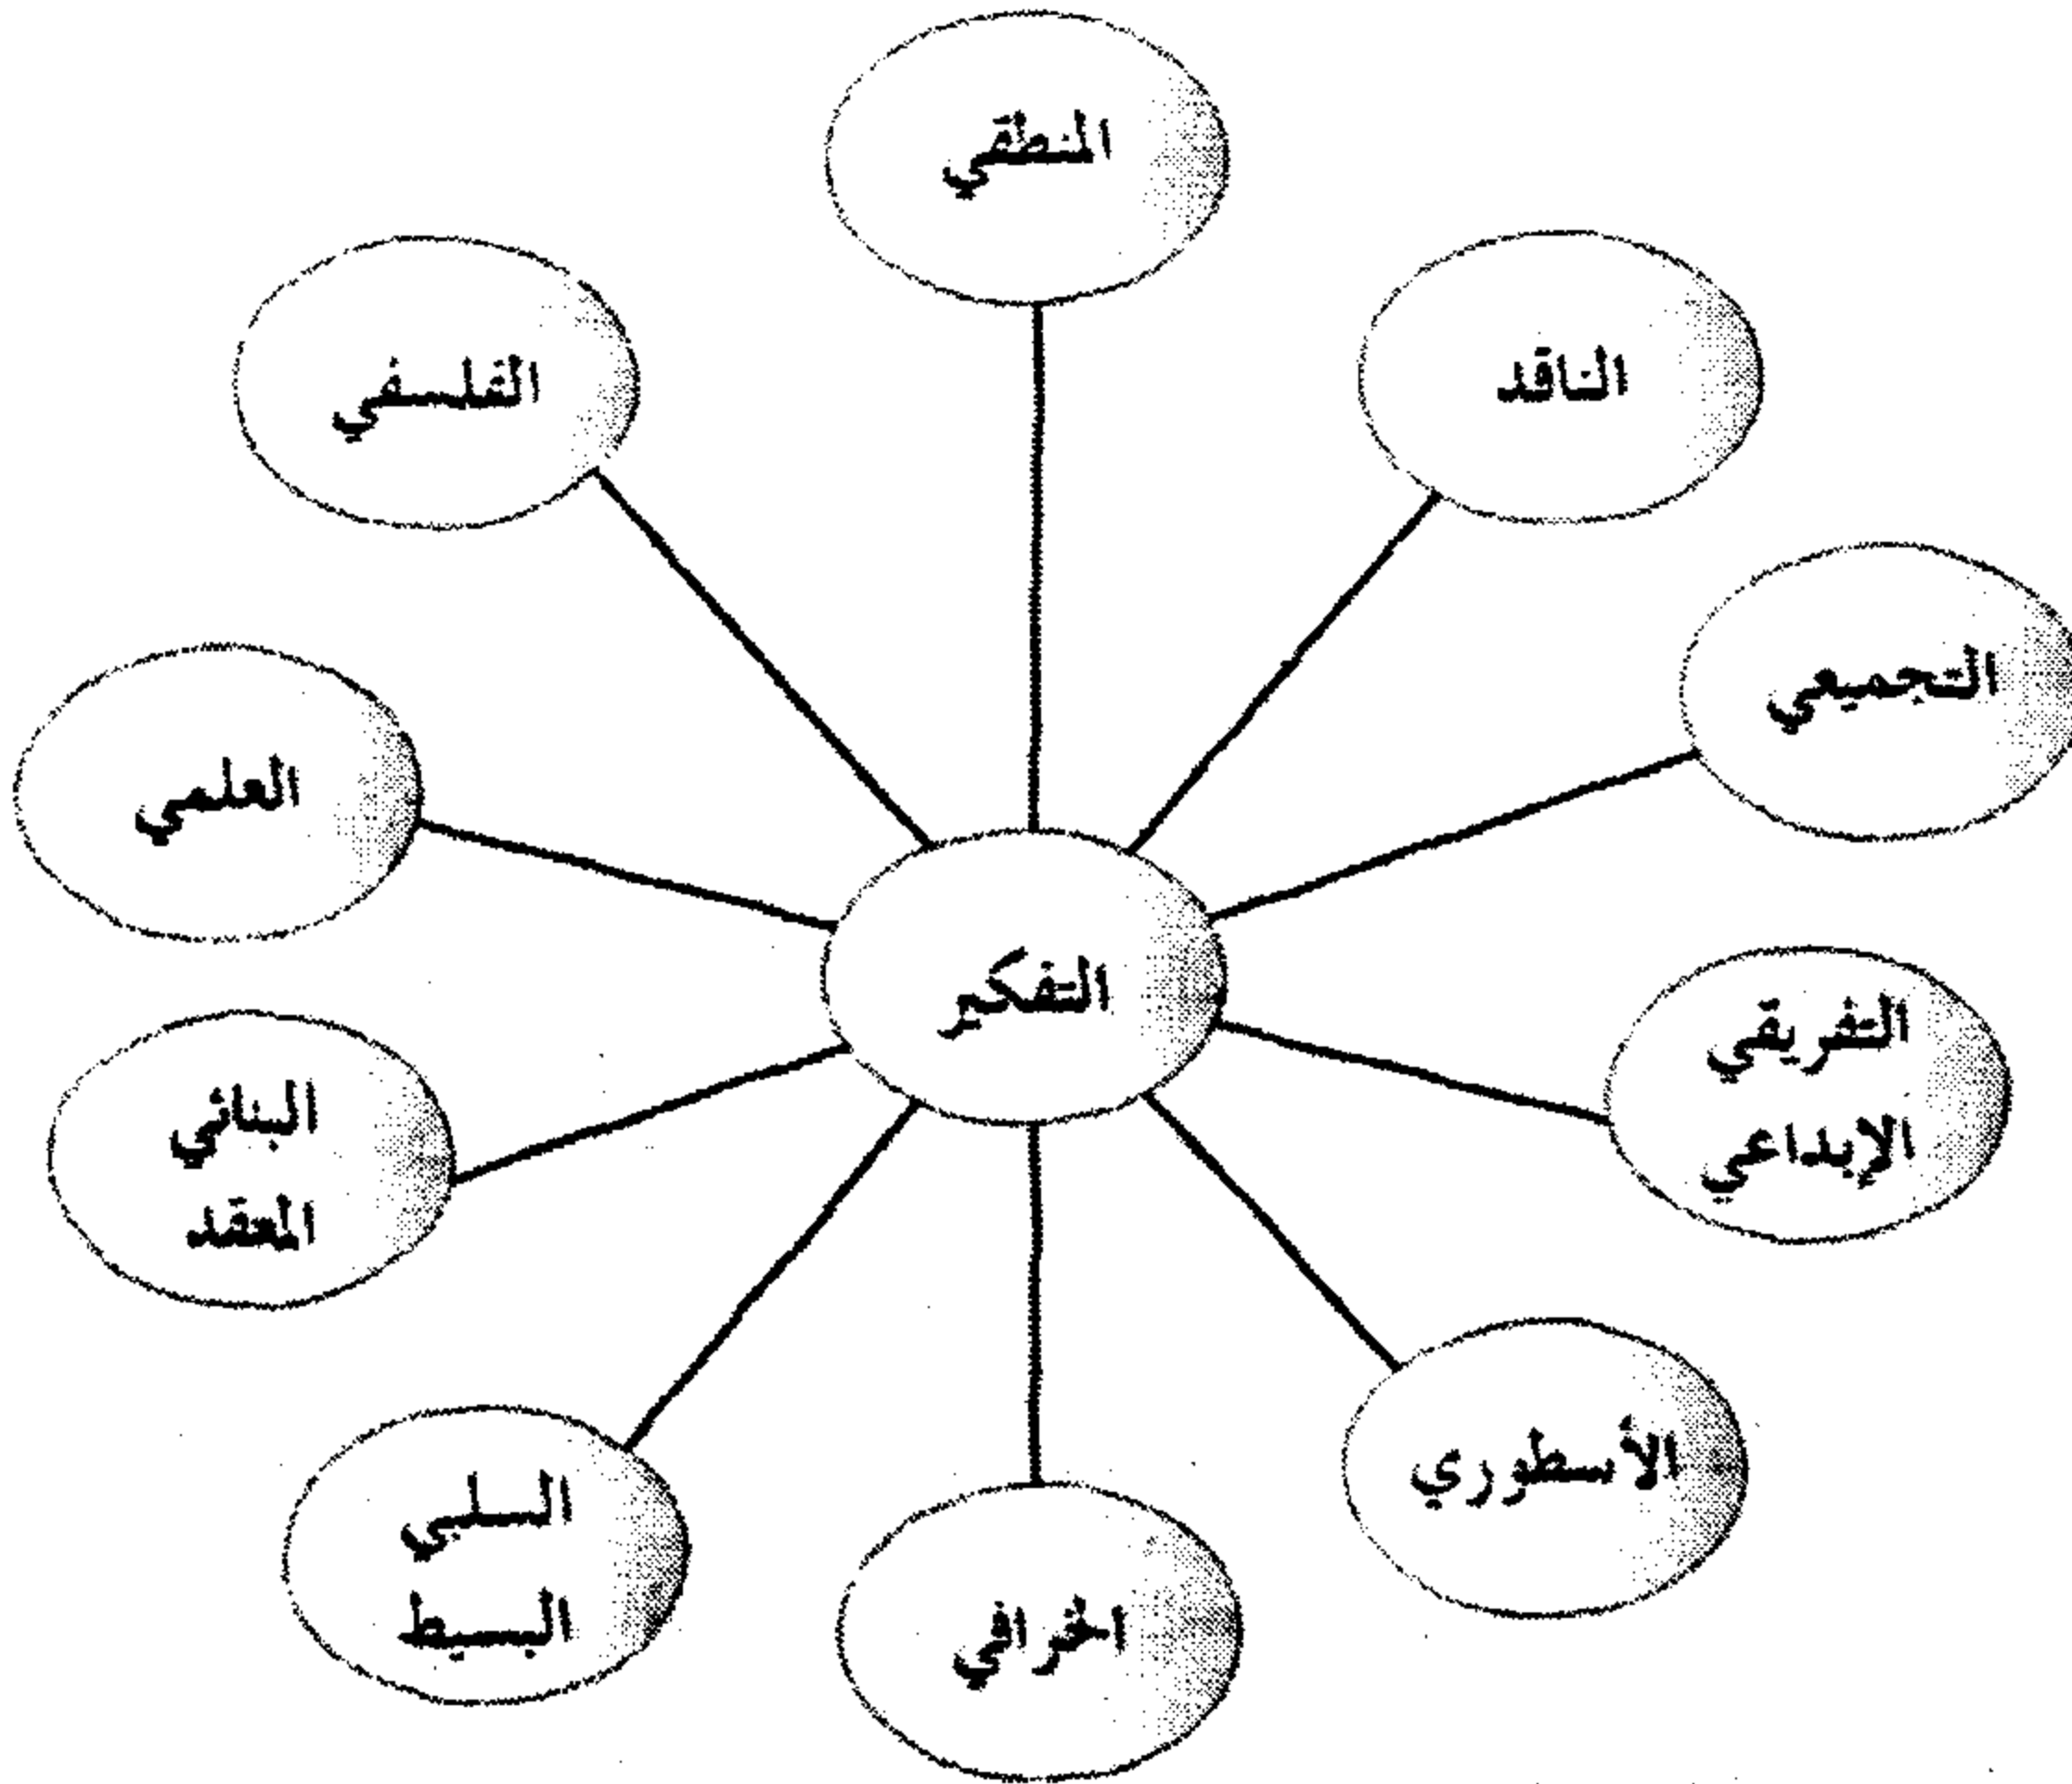 المنطقي
الناقد
الفلسفي
التجميعي
العلمي
التفكير
التفريقي
الإبداعي
البنائي
المعقد
الأسطوري
السلبي
البسيط
الخرافي